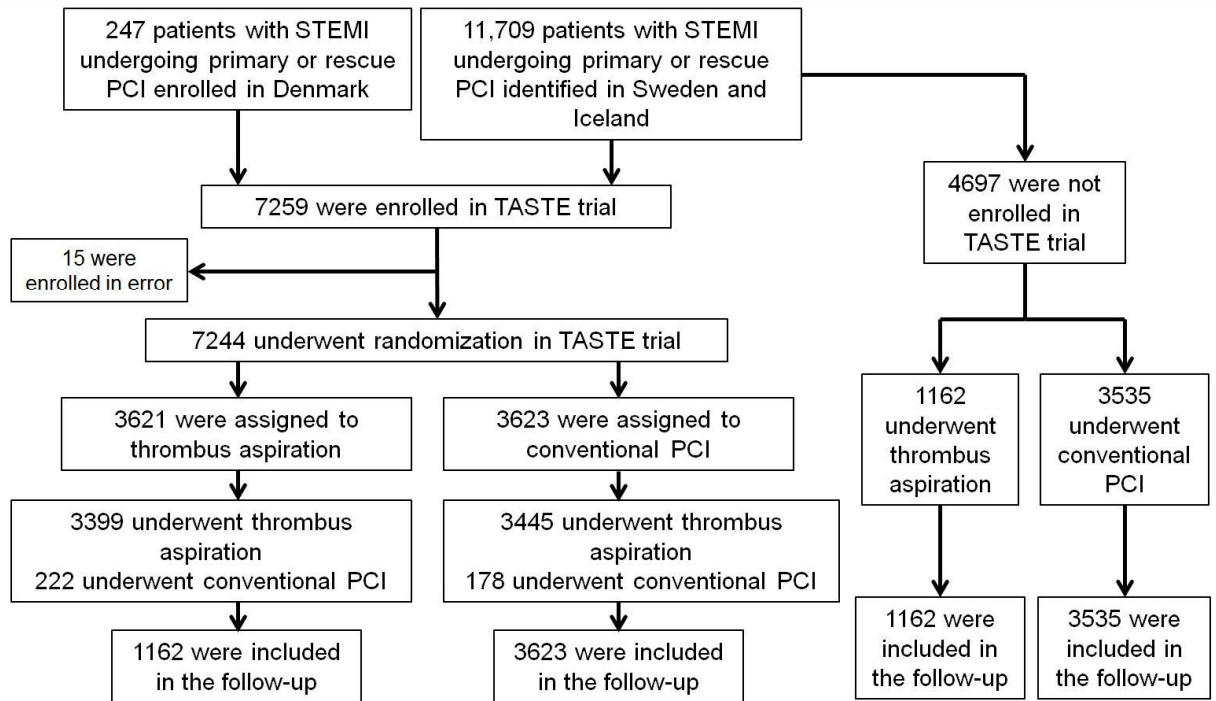 247 patients with STEMI
undergoing primary or rescue
PCI enrolled in Denmark
11,709 patients with STEMI
undergoing primary or rescue
PCI identified in Sweden and
Iceland
7259 were enrolled in TASTE trial
4697 were not
enrolled in
TASTE trial
15 were
enrolled in error
7244 underwent randomization in TASTE trial
3621 were assigned to
thrombus aspiration
3623 were assigned to
conventional PCI
1162
underwent
thrombus
aspiration
3535
underwent
conventional
PCI
3399 underwent thrombus
aspiration
222 underwent conventional PCI
3445 underwent thrombus
aspiration
178 underwent conventional PCI
1162 were included
in the follow-up
3623 were included
in the follow-up
1162 were
included in
the follow-up
3535 were
included in
the follow-up